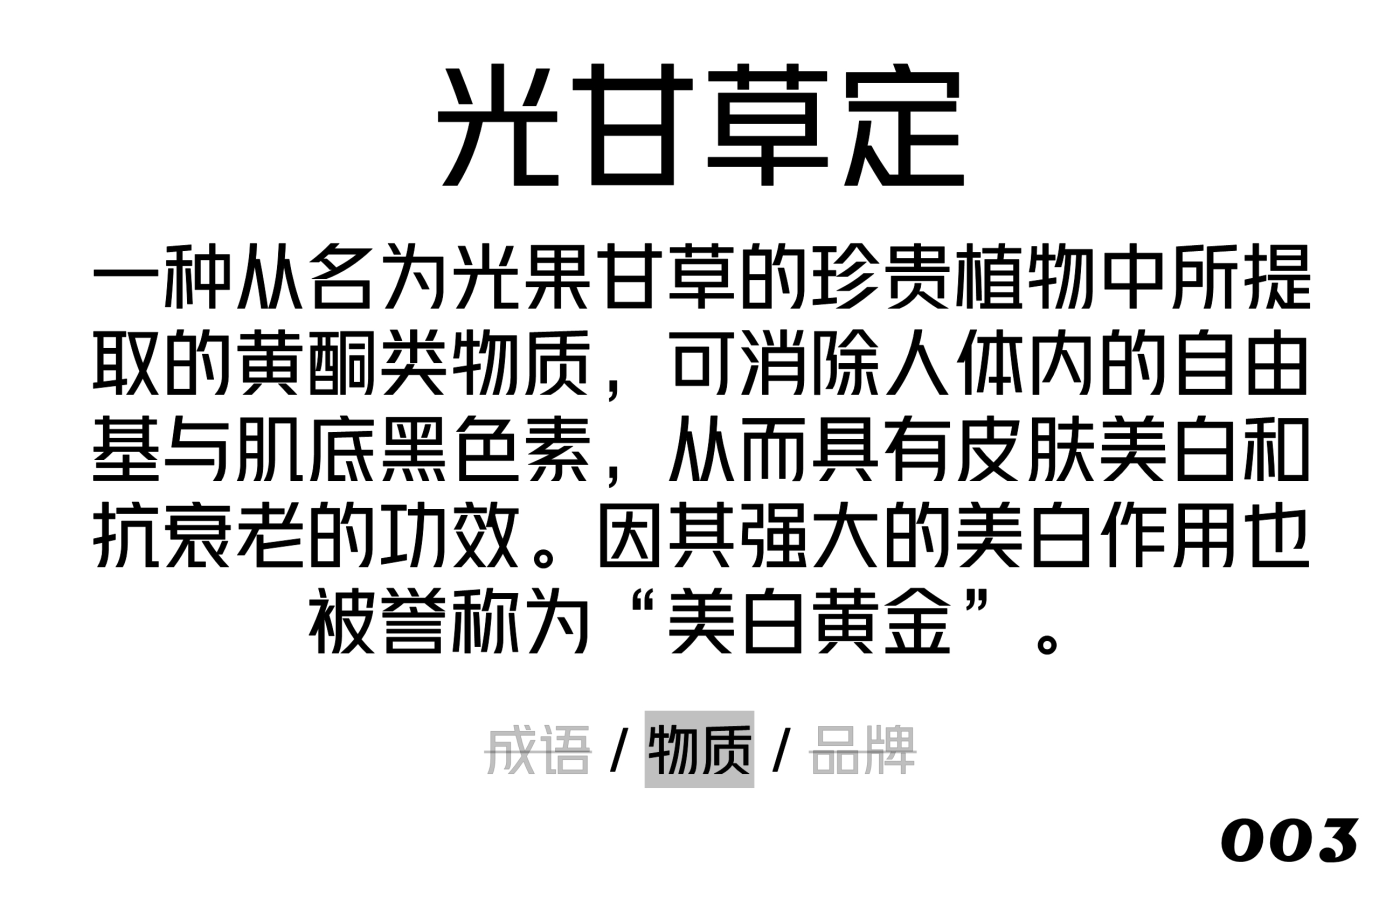 光甘草定
一种从名为光果甘草的珍贵植物中所提
取的黄酮类物质，可消除人体内的自由
基与肌底黑色素，从而具有皮肤美白和
抗衰老的功效。因其强大的美白作用也
被誉称为“美白黄金”。
成语 / 物质 / 品牌
003